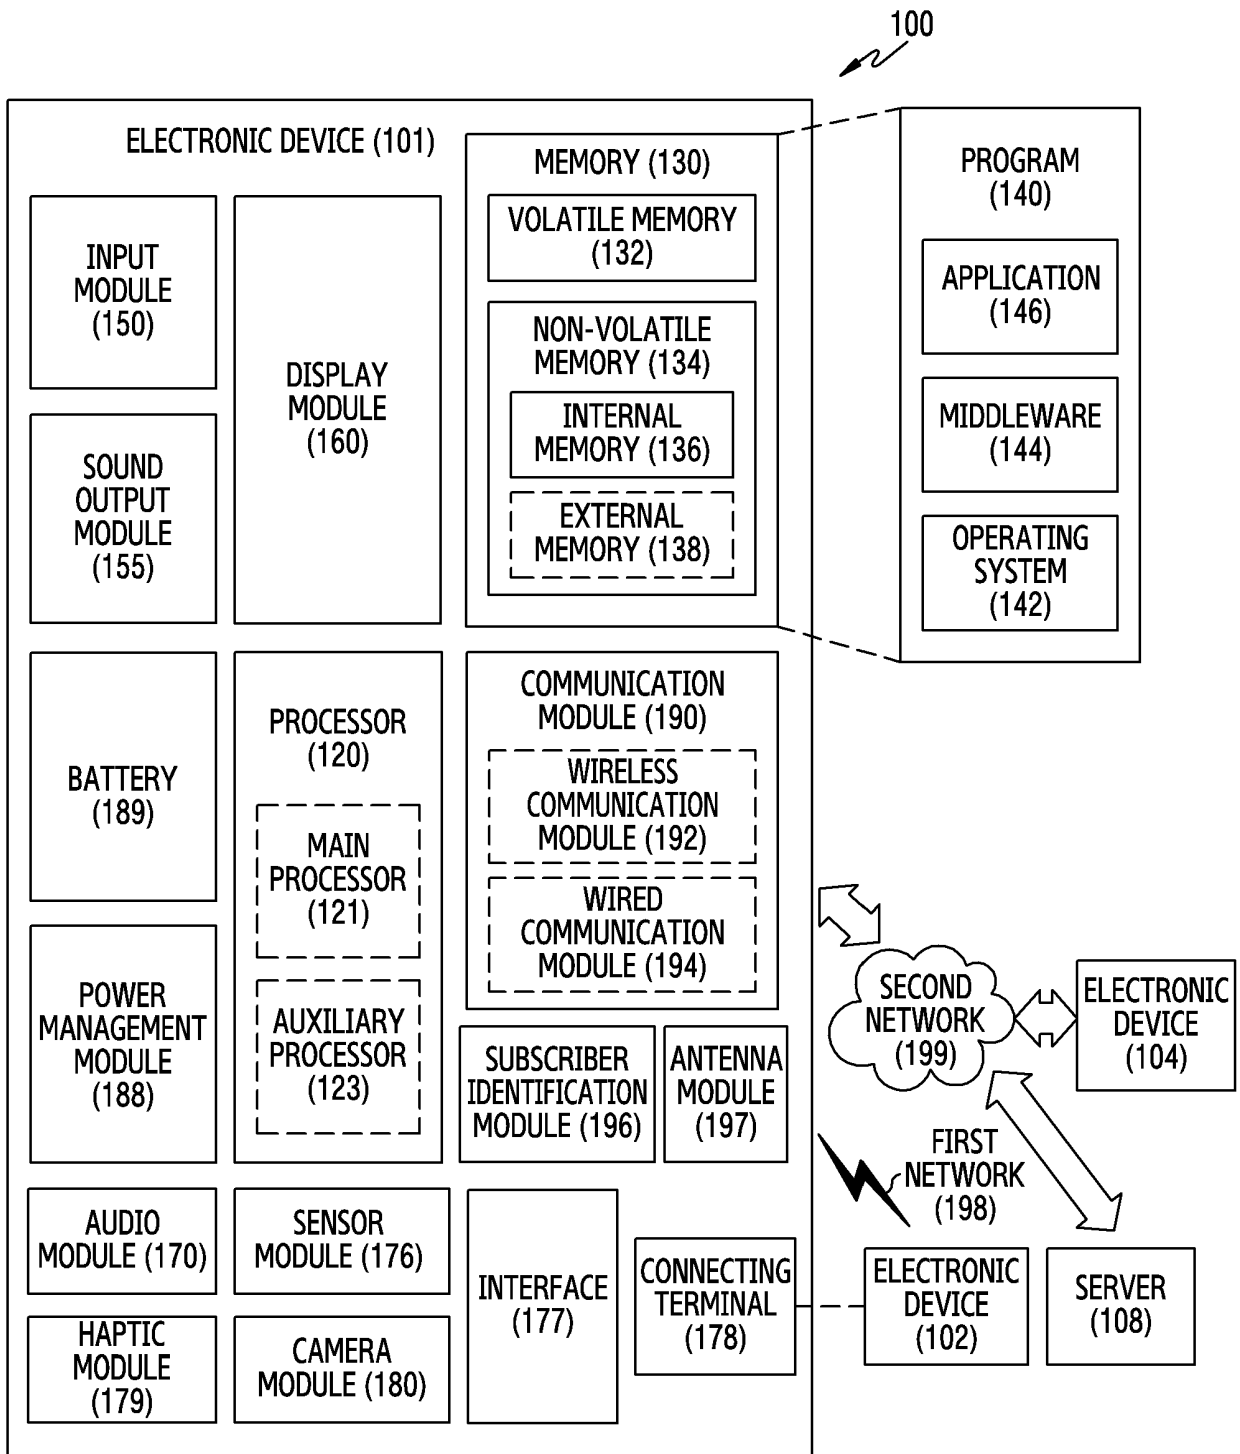 100
ELECTRONIC DEVICE (101)
INPUT
MODULE
(150)
SOUND
OUTPUT
MODULE
(155)
DISPLAY
MODULE
(160)
MEMORY (130)
VOLATILE MEMORY
(132)
NON-VOLATILE
MEMORY (134)
INTERNAL
MEMORY (136)
EXTERNAL
MEMORY (138)
PROGRAM
(140)
APPLICATION
(146)
MIDDLEWARE
(144)
OPERATING
SYSTEM
(142)
BATTERY
(189)
POWER
MANAGEMENT
MODULE
(188)
PROCESSOR
(120)
MAIN
PROCESSOR
(121)
AUXILIARY
PROCESSOR
(123)
COMMUNICATION
MODULE (190)
WIRELESS
COMMUNICATION
MODULE (192)
WIRED
COMMUNICATION
MODULE (194)
SUBSCRIBER
IDENTIFICATION
MODULE (196)
ANTENNA
MODULE
(197)
SECOND
NETWORK
(199)
ELECTRONIC
DEVICE
(104)
FIRST
NETWORK
(198)
AUDIO
MODULE (170)
SENSOR
MODULE (176)
HAPTIC
MODULE
(179)
CAMERA
MODULE (180)
INTERFACE
(177)
CONNECTING
TERMINAL
(178)
ELECTRONIC
DEVICE
(102)
SERVER
(108)